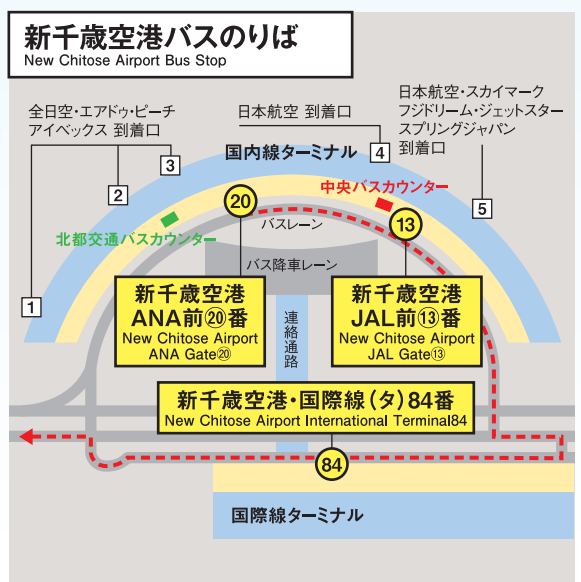 新千歳空港バスのりば
New Chitose Airport Bus Stop
全日空・エアドゥ・ピーチ
アイベックス 到着口
日本航空 到着口
日本航空・スカイマーク
フジドリーム・ジェットスター
スプリングジャパン
到着口
1
2
3
4
5
国内線ターミナル
中央バスカウンター
北都交通バスカウンター
20
13
バスレーン
バス降車レーン
新千歳空港
ANA前⑳番
New Chitose Airport
ANA Gate⑳
新千歳空港
JAL前⑬番
New Chitose Airport
JAL Gate⑬
連絡通路
新千歳空港・国際線(タ)84番
New Chitose Airport International Terminal84
84
国際線ターミナル